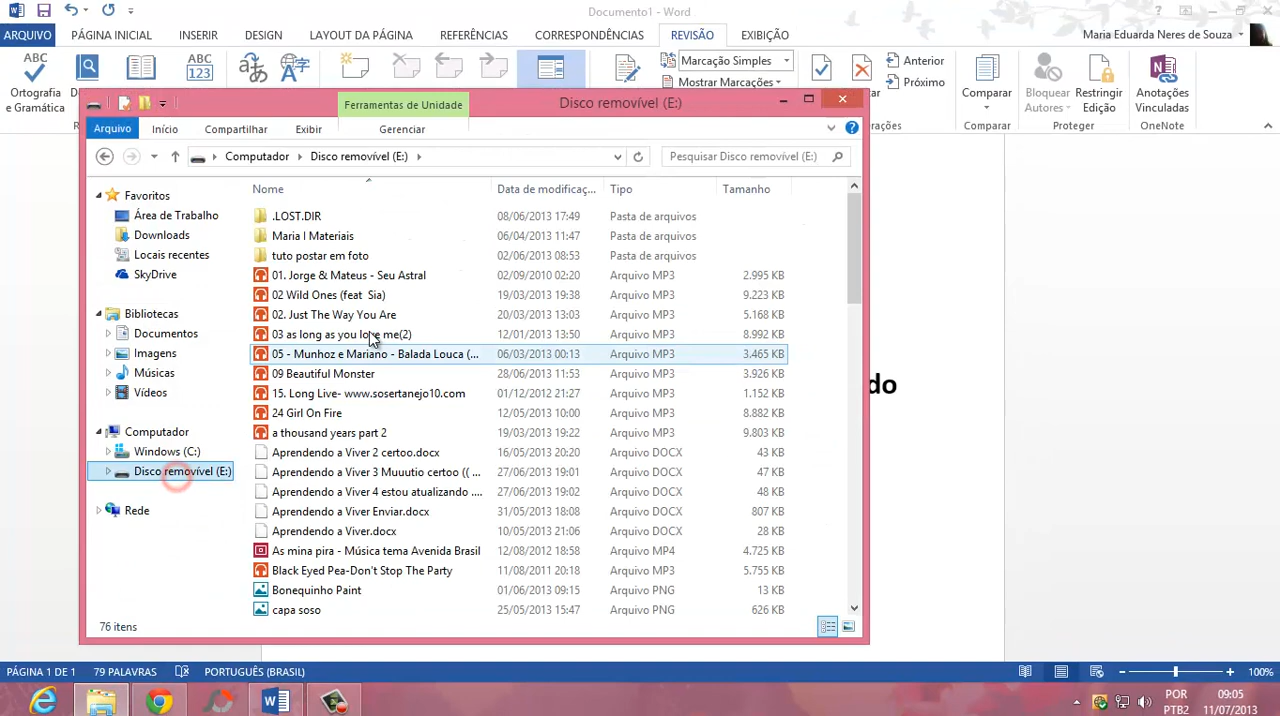 Documento1 - Word
ARQUIVO PÁGINA INICIAL INSERIR DESIGN LAYOUT DA PÁGINA REFERÊNCIAS CORRESPONDÊNCIAS REVISÃO EXIBIÇÃO Maria Eduarda Neres de Souza
ABC ABC 123
Marcação Simples
Mostrar Marcações
Anterior
Próximo
Ortografia e Gramática
Comparar
Bloquear Autores
Restringir Edição
Anotações Vinculadas
Comparar Proteger OneNote
Ferramentas de Unidade Disco removível (E:)
Arquivo Início Compartilhar Exibir Gerenciar
Computador Disco removível (E:) Pesquisar Disco removível (E:)
Favoritos
Área de Trabalho
Downloads
Locais recentes
SkyDrive
Bibliotecas
Documentos
Imagens
Músicas
Vídeos
Computador
Windows (C:)
Disco removível (E:)
Rede
Nome Data de modificaç... Tipo Tamanho
.LOST.DIR 08/06/2013 17:49 Pasta de arquivos
Maria l Materiais 06/04/2013 11:47 Pasta de arquivos
tuto postar em foto 02/06/2013 08:53 Pasta de arquivos
01. Jorge & Mateus - Seu Astral 02/09/2010 02:20 Arquivo MP3 2.995 KB
02 Wild Ones (feat Sia) 19/03/2013 19:38 Arquivo MP3 9.223 KB
02. Just The Way You Are 20/03/2013 13:03 Arquivo MP3 5.168 KB
03 as long as you love me(2) 12/01/2013 13:50 Arquivo MP3 8.992 KB
05 - Munhoz e Mariano - Balada Louca (... 06/03/2013 00:13 Arquivo MP3 3.465 KB
09 Beautiful Monster 28/06/2013 11:53 Arquivo MP3 3.926 KB
15. Long Live- www.sosertanejo10.com 01/12/2012 21:27 Arquivo MP3 1.152 KB
24 Girl On Fire 12/05/2013 10:00 Arquivo MP3 8.882 KB
a thousand years part 2 19/03/2013 19:22 Arquivo MP3 9.803 KB
Aprendendo a Viver 2 certoo.docx 16/05/2013 20:20 Arquivo DOCX 43 KB
Aprendendo a Viver 3 Muuutio certoo (( ... 27/06/2013 19:01 Arquivo DOCX 47 KB
Aprendendo a Viver 4 estou atualizando .... 27/06/2013 19:02 Arquivo DOCX 48 KB
Aprendendo a Viver Enviar.docx 31/05/2013 18:08 Arquivo DOCX 807 KB
Aprendendo a Viver.docx 10/05/2013 21:06 Arquivo DOCX 28 KB
As mina pira - Música tema Avenida Brasil 12/08/2012 18:58 Arquivo MP4 4.725 KB
Black Eyed Pea-Don't Stop The Party 11/08/2011 20:18 Arquivo MP3 5.755 KB
Bonequinho Paint 01/06/2013 09:15 Arquivo PNG 13 KB
capa soso 25/05/2013 15:47 Arquivo PNG 626 KB
76 itens
do
PÁGINA 1 DE 1 79 PALAVRAS PORTUGUÊS (BRASIL) 100%
POR 09:05
PTB2 11/07/2013